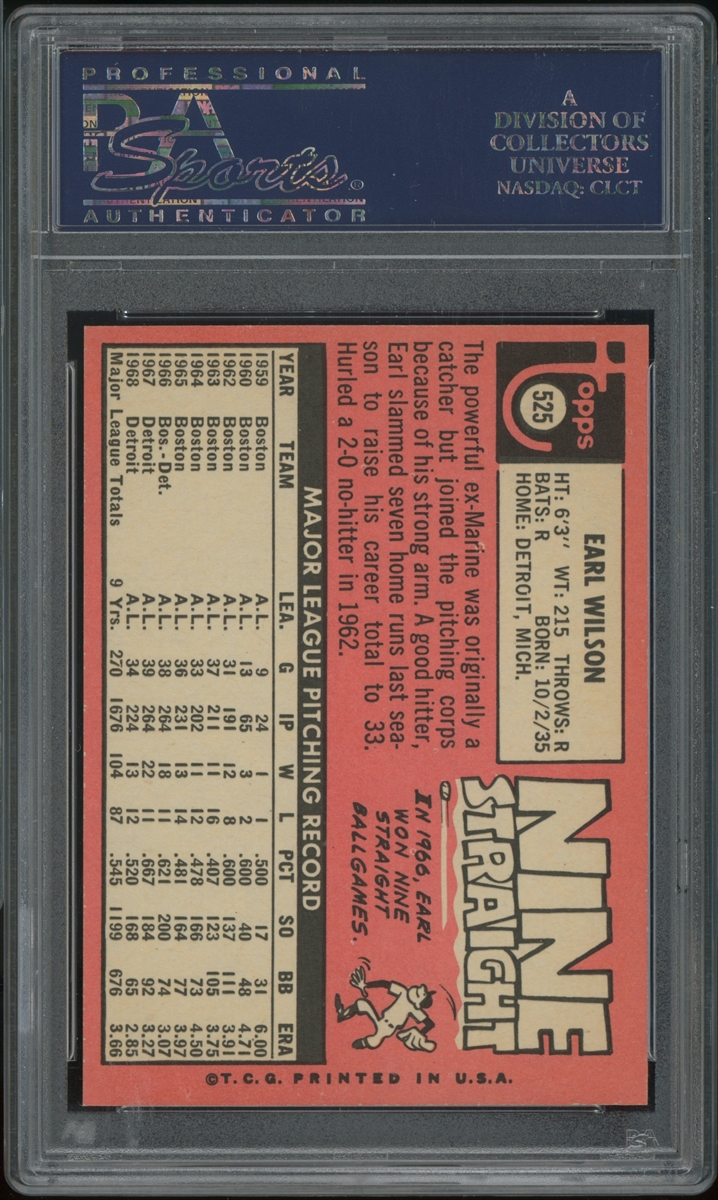 PROFESSIONAL
PSA
Sports®
AUTHENTICATOR
A
DIVISION OF
COLLECTORS
UNIVERSE
NASDAQ: CLCT
Topps
525
EARL WILSON
HT: 6'3" WT: 215 THROWS: R
BATS: R BORN: 10/2/35
HOME: DETROIT, MICH.
The powerful ex-Marine was originally a
catcher but joined the pitching corps
because of his strong arm. A good hitter,
Earl slammed seven home runs last sea-
son to raise his career total to 33.
Hurled a 2-0 no-hitter in 1962.
NINE
STRAIGHT
IN 1966, EARL
WON NINE
STRAIGHT
BALLGAMES.
MAJOR LEAGUE PITCHING RECORD
YEAR TEAM LEA. G IP W L PCT SO BB ERA
1959 Boston A.L. 9 24 1 1 .500 17 31 6.00
1960 Boston A.L. 13 65 3 2 .600 40 48 4.71
1962 Boston A.L. 31 191 12 8 .600 137 111 3.91
1963 Boston A.L. 37 211 11 16 .407 123 105 3.75
1964 Boston A.L. 33 202 11 12 .478 166 73 4.50
1965 Boston A.L. 36 231 13 14 .481 164 77 3.97
1966 Bos.-Det. A.L. 38 264 18 11 .621 200 74 3.07
1967 Detroit A.L. 39 264 22 11 .667 184 92 3.27
1968 Detroit A.L. 34 224 13 12 .520 168 65 2.85
Major League Totals 9 Yrs. 270 1676 104 87 .545 1199 676 3.66
©T.C.G. PRINTED IN U.S.A.
PSA